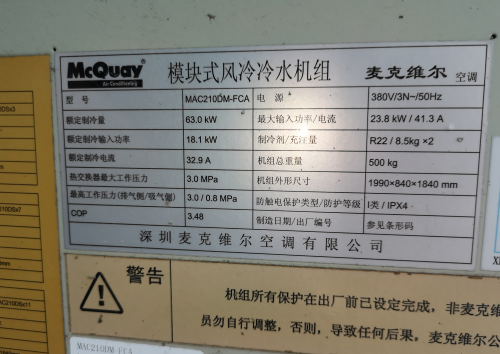 McQuay
Air-Conditioning
模块式风冷冷水机组
麦克维尔 空调
型号 MAC210DM-FCA 电源 380V/3N~/50Hz
额定制冷量 63.0 kW 最大输入功率/电流 23.8 kW / 41.3 A
额定制冷输入功率 18.1 kW 制冷剂/充注量 R22 / 8.5kg ×2
额定制冷电流 32.9 A 机组总重量 500 kg
热交换器最大工作压力 3.0 MPa 机组外形尺寸 1990×840×1840 mm
最高工作压力(排气侧/吸气侧) 3.0 / 0.8 MPa 防触电保护类型/防护等级 I类 / IPX4
COP 3.48 制造日期/出厂编号 参见条形码
深圳麦克维尔空调有限公司
警告
机组所有保护在出厂前已设定完成，非麦克维
员勿自行调整，否则，导致任何后果，麦克维尔公
MAC210DM-FCA